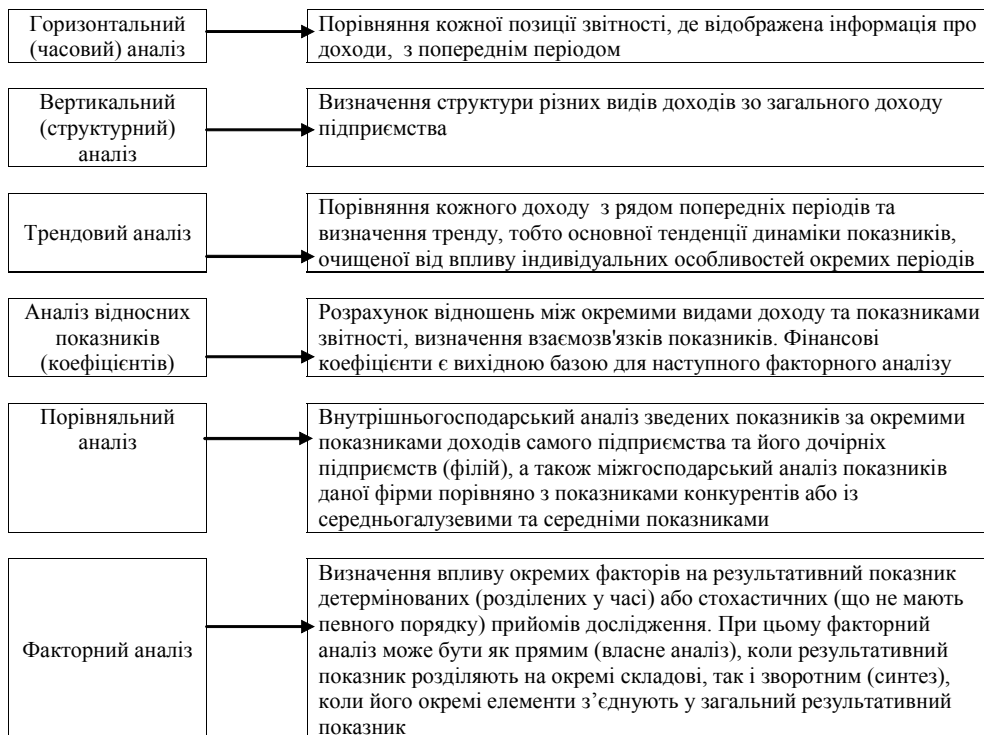 Горизонтальний
(часовий) аналіз
Порівняння кожної позиції звітності, де відображена інформація про
доходи, з попереднім періодом
Вертикальний
(структурний)
аналіз
Визначення структури різних видів доходів зо загального доходу
підприємства
Трендовий аналіз
Порівняння кожного доходу з рядом попередніх періодів та
визначення тренду, тобто основної тенденції динаміки показників,
очищеної від впливу індивідуальних особливостей окремих періодів
Аналіз відносних
показників
(коефіцієнтів)
Розрахунок відношень між окремими видами доходу та показниками
звітності, визначення взаємозв'язків показників. Фінансові
коефіцієнти є вихідною базою для наступного факторного аналізу
Порівняльний
аналіз
Внутрішньогосподарський аналіз зведених показників за окремими
показниками доходів самого підприємства та його дочірніх
підприємств (філій), а також міжгосподарський аналіз показників
даної фірми порівняно з показниками конкурентів або із
середньогалузевими та середніми показниками
Факторний аналіз
Визначення впливу окремих факторів на результативний показник
детермінованих (розділених у часі) або стохастичних (що не мають
певного порядку) прийомів дослідження. При цьому факторний
аналіз може бути як прямим (власне аналіз), коли результативний
показник розділяють на окремі складові, так і зворотним (синтез),
коли його окремі елементи з’єднують у загальний результативний
показник